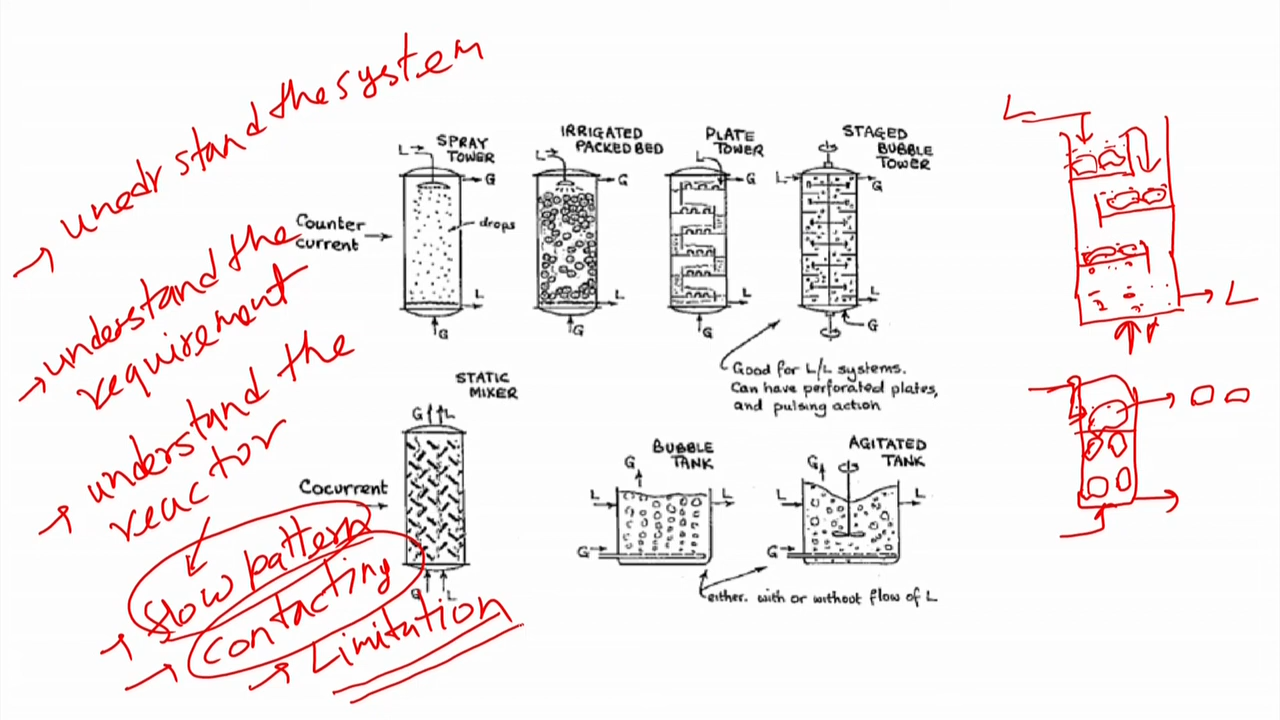 → unedrstand the system
→ understand the
requirement
→ understand the
reactor
→ flow pattern
→ contacting
→ Limitation
Counter
current
SPRAY
TOWER
L
G
drops
L
G
IRRIGATED
PACKED BED
L
G
L
G
PLATE
TOWER
L
G
L
G
STAGED
BUBBLE
TOWER
L
G
L
G
Good for L/L systems.
Can have perforated plates,
and pulsing action
Cocurrent
STATIC
MIXER
G L
G L
BUBBLE
TANK
G
L
L
G
AGITATED
TANK
G
L
L
G
either. with or without flow of L
L
L